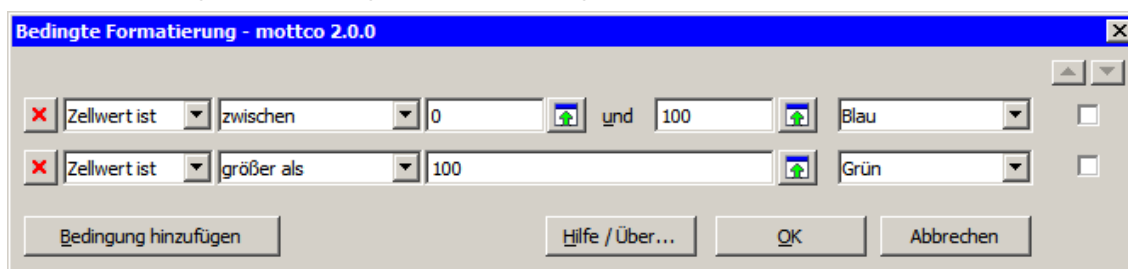 Bedingte Formatierung - mottco 2.0.0
Zellwert ist zwischen 0 und 100 Blau
Zellwert ist größer als 100 Grün
Bedingung hinzufügen Hilfe / Über... OK Abbrechen